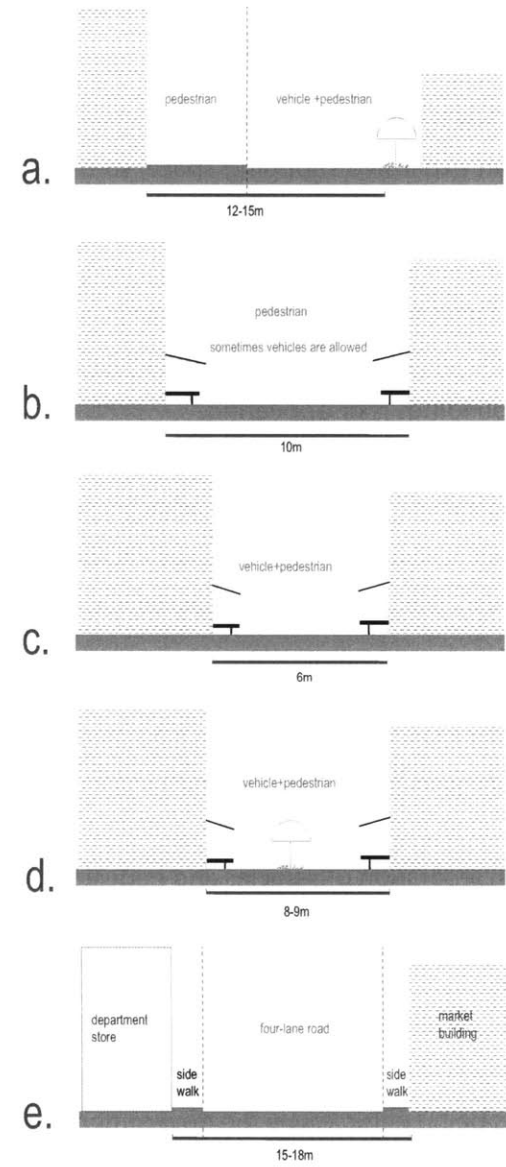 pedestrian
vehicle +pedestrian
a.
12-15m
pedestrian
sometimes vehicles are allowed
b.
10m
vehicle+pedestrian
c.
6m
vehicle+pedestrian
d.
8-9m
department
store
four-lane road
market
building
side
walk
side
walk
e.
15-18m